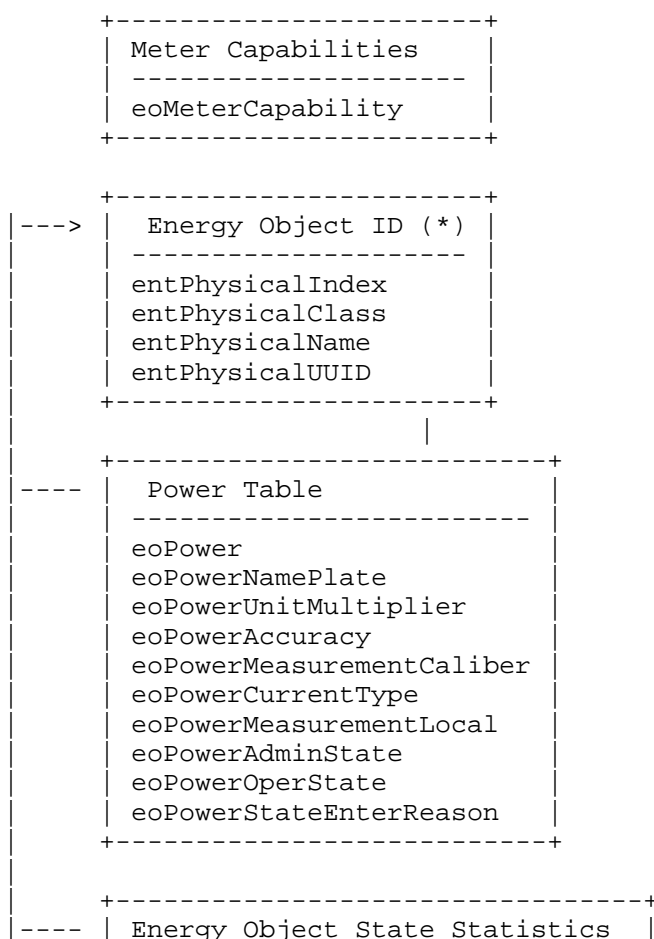 Meter Capabilities
eoMeterCapability
Energy Object ID (*)
entPhysicalIndex
entPhysicalClass
entPhysicalName
entPhysicalUUID
Power Table
eoPower
eoPowerNamePlate
eoPowerUnitMultiplier
eoPowerAccuracy
eoPowerMeasurementCaliber
eoPowerCurrentType
eoPowerMeasurementLocal
eoPowerAdminState
eoPowerOperState
eoPowerStateEnterReason
Energy Object State Statistics